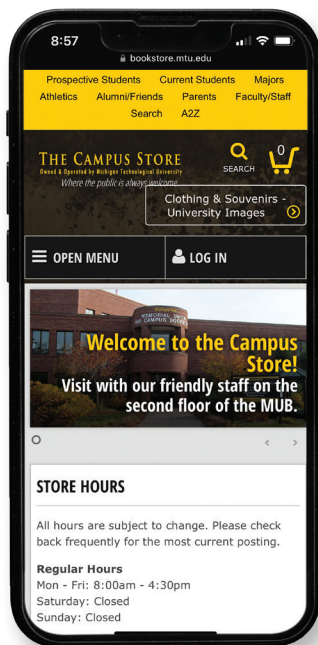 8:57
bookstore.mtu.edu
Prospective Students Current Students Majors
Athletics Alumni/Friends Parents Faculty/Staff
Search A2Z
THE CAMPUS STORE
Owned & Operated by Michigan Technological University
Where the public is always welcome
SEARCH
0
Clothing & Souvenirs -
University Images
OPEN MENU
LOG IN
MEMORIAL UNION
Welcome to the Campus
Store!
Visit with our friendly staff on the
second floor of the MUB.
STORE HOURS
All hours are subject to change. Please check
back frequently for the most current posting.
Regular Hours
Mon - Fri: 8:00am - 4:30pm
Saturday: Closed
Sunday: Closed